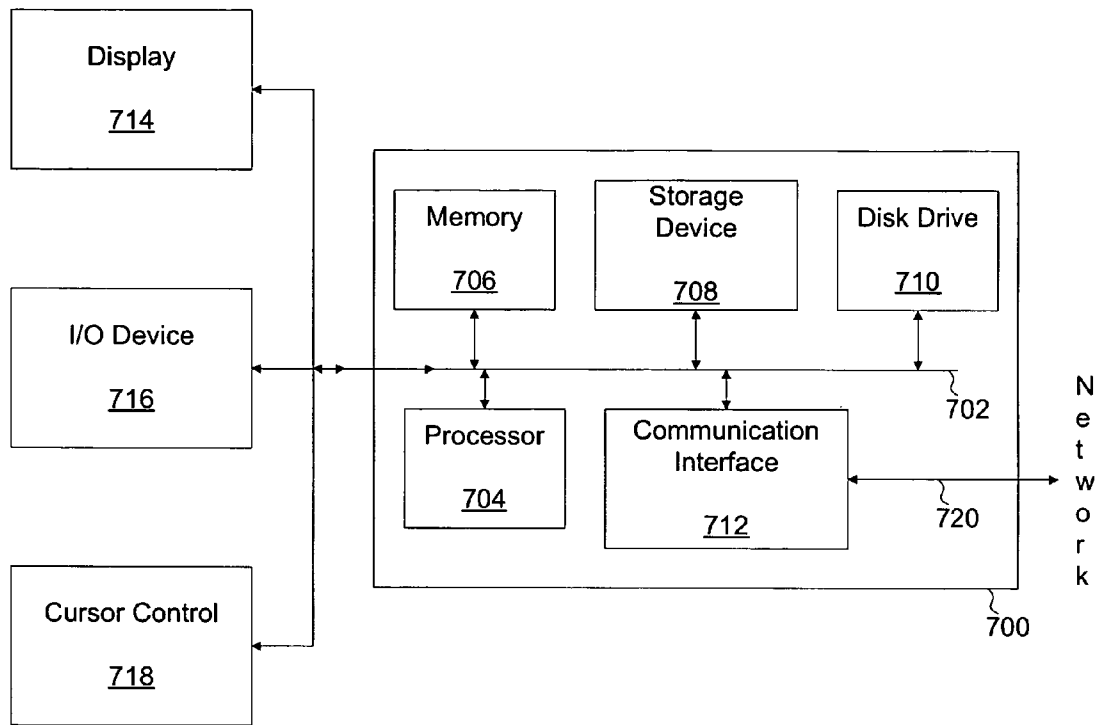 Display
714
I/O Device
716
Cursor Control
718
Memory
706
Storage
Device
708
Disk Drive
710
702
Processor
704
Communication
Interface
712
720
700
Network